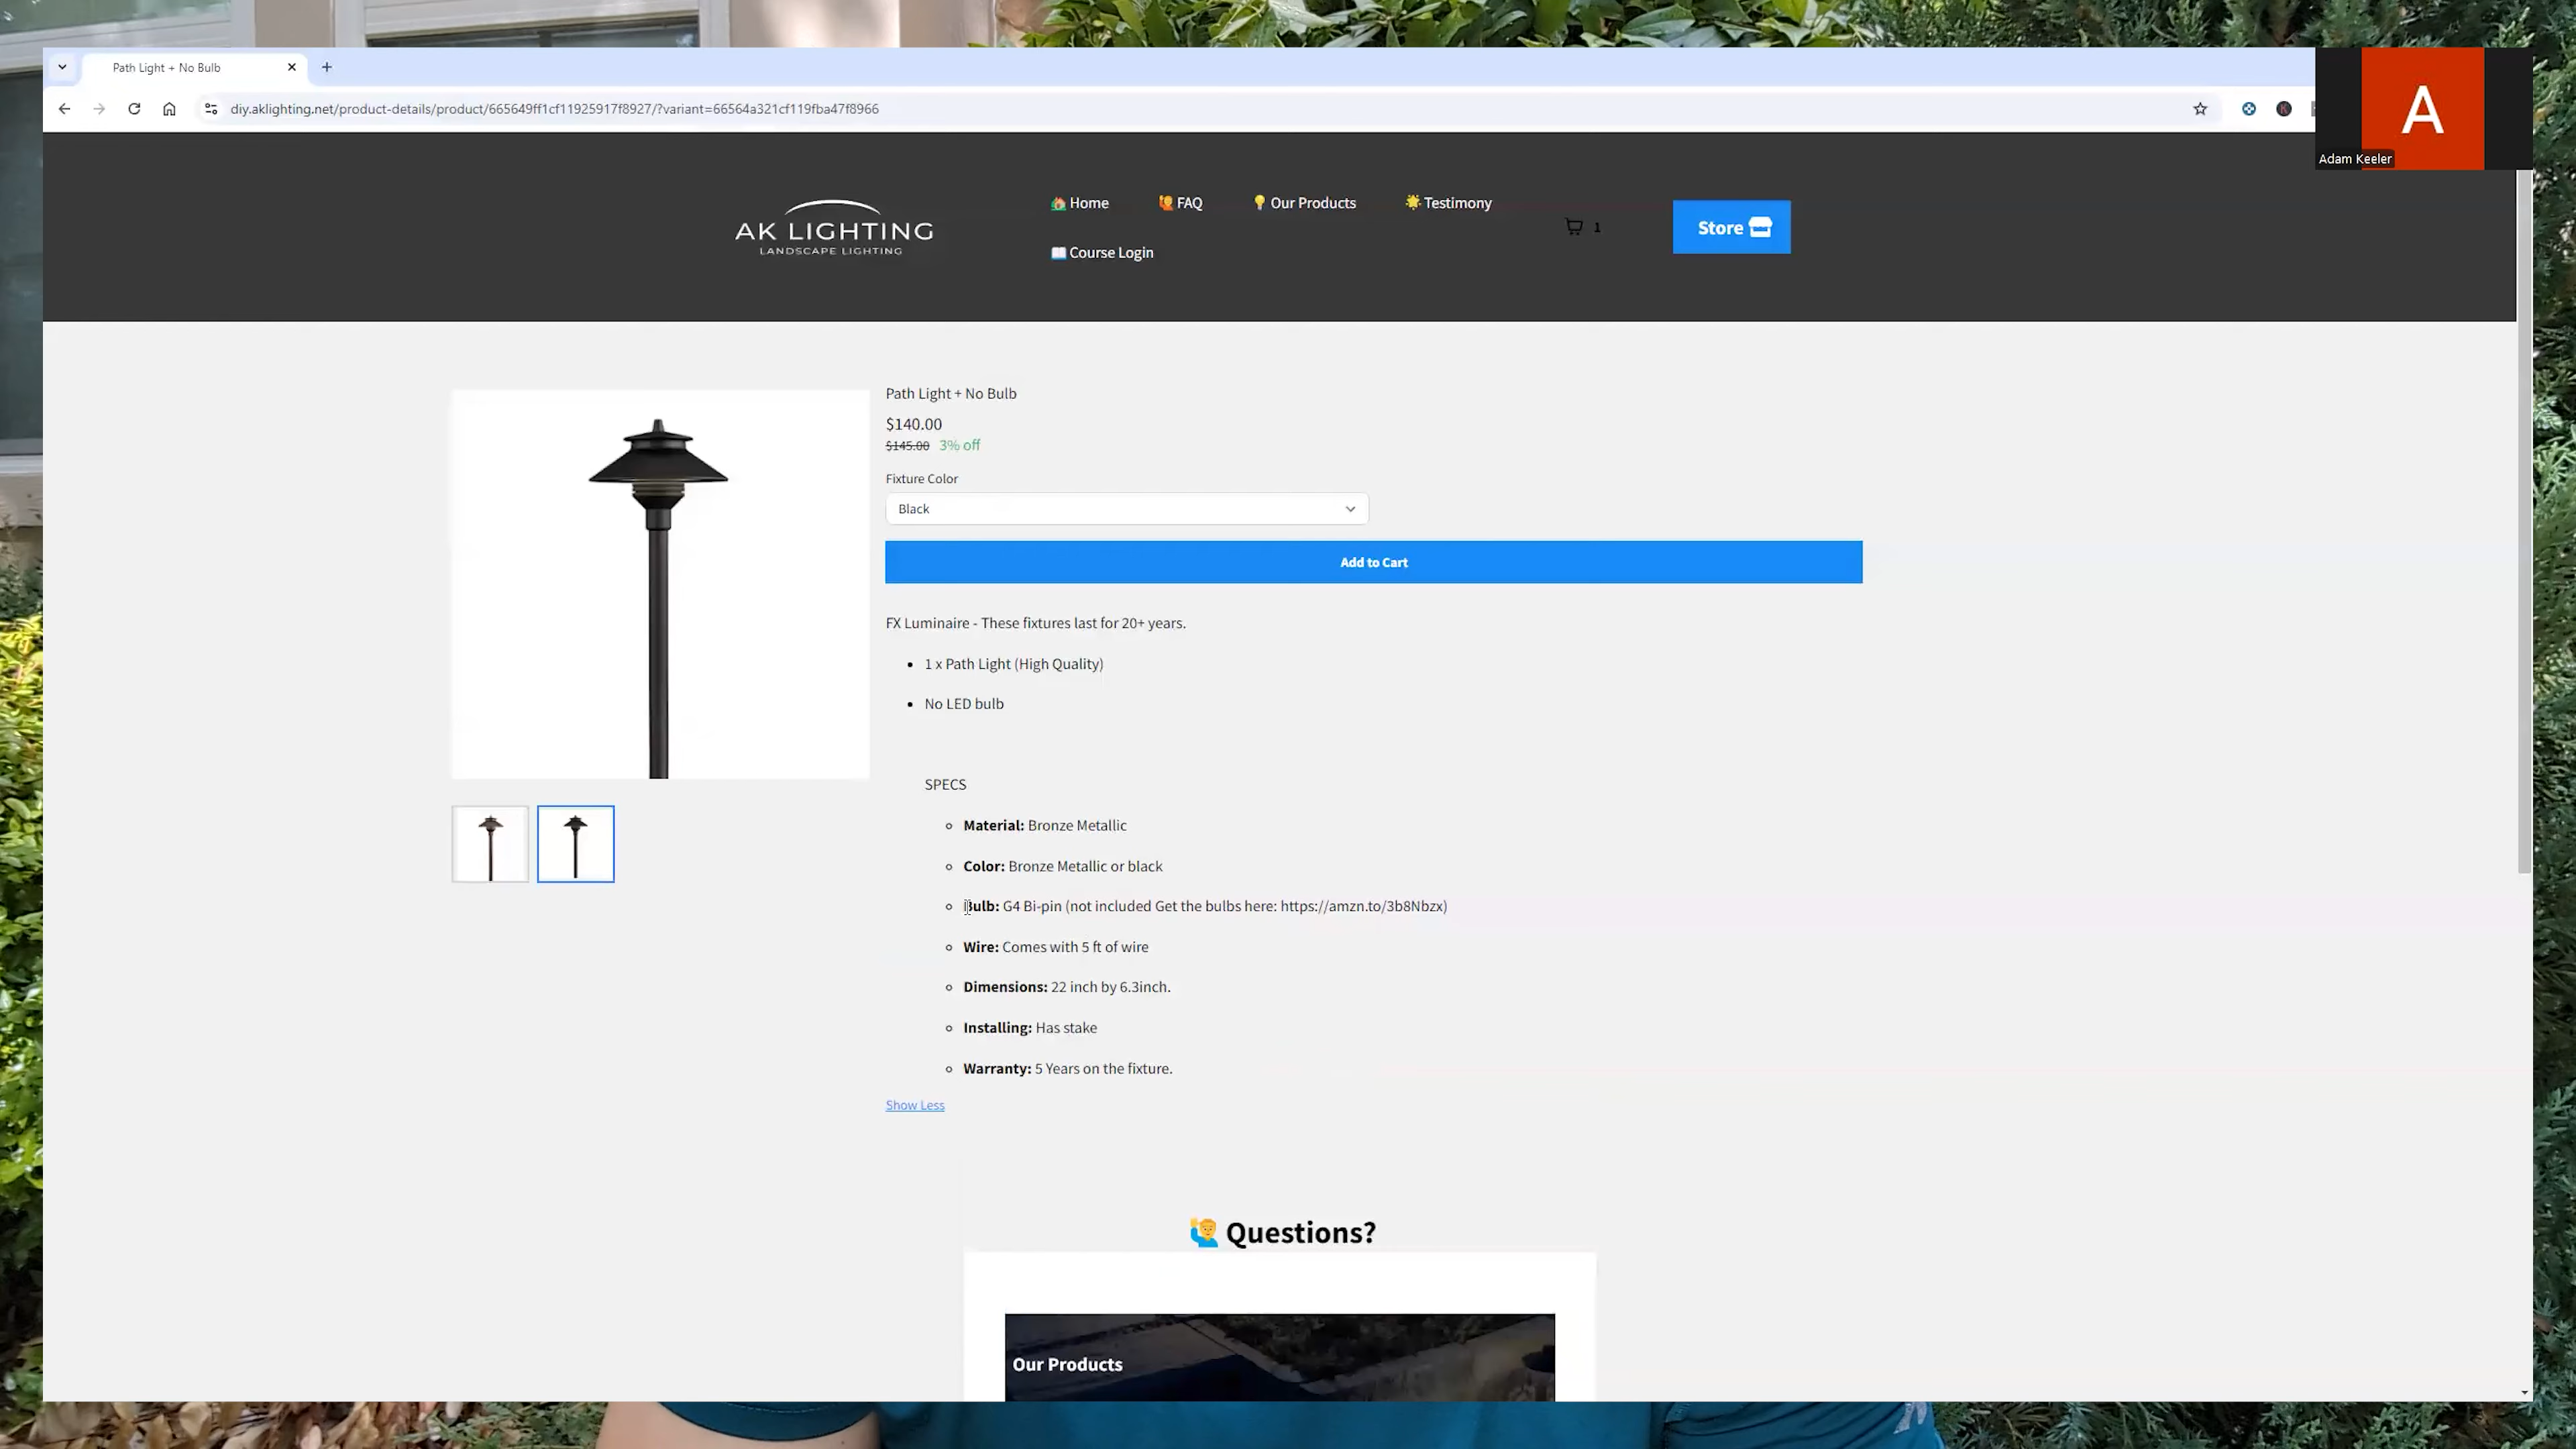 Path Light + No Bulb
diy.aklighting.net/product-details/product/665649ff1cf11925917f8927/?variant=66564a321cf119fba47f8966
A
Adam Keeler
AK LIGHTING
LANDSCAPE LIGHTING
Home
FAQ
Our Products
Testimony
Course Login
1
Store
Path Light + No Bulb
$140.00
$145.00 3% off
Fixture Color
Black
Add to Cart
FX Luminaire - These fixtures last for 20+ years.
1 x Path Light (High Quality)
No LED bulb
SPECS
Material: Bronze Metallic
Color: Bronze Metallic or black
Bulb: G4 Bi-pin (not included Get the bulbs here: https://amzn.to/3b8Nbzx)
Wire: Comes with 5 ft of wire
Dimensions: 22 inch by 6.3inch.
Installing: Has stake
Warranty: 5 Years on the fixture.
Show Less
Questions?
Our Products